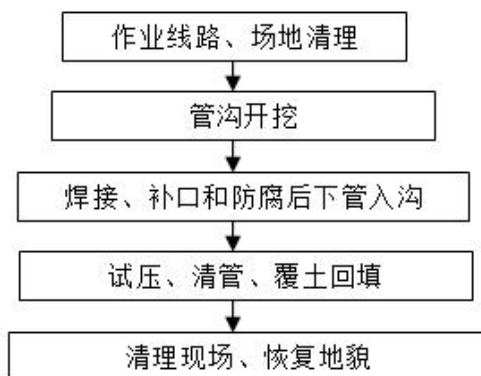 作业线路、场地清理
管沟开挖
焊接、补口和防腐后下管入沟
试压、清管、覆土回填
清理现场、恢复地貌